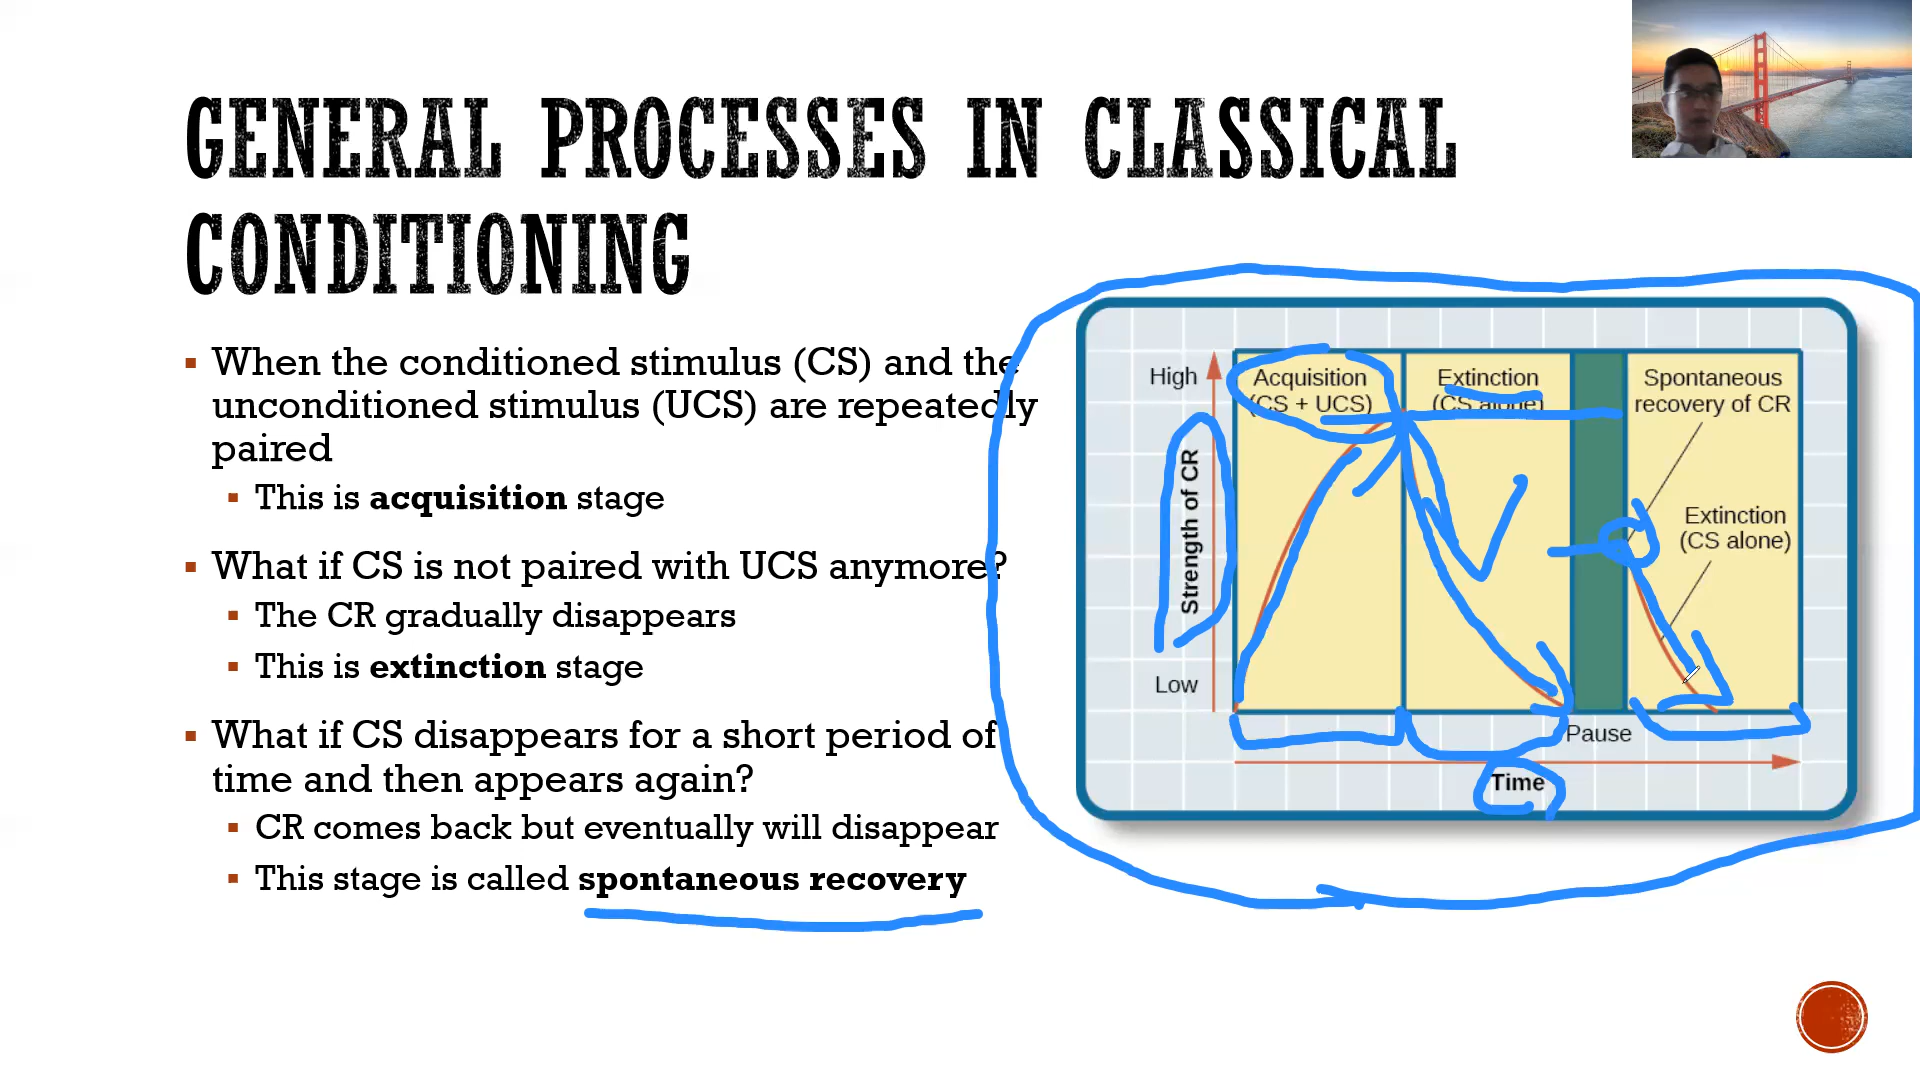 GENERAL PROCESSES IN CLASSICAL
CONDITIONING
When the conditioned stimulus (CS) and the
unconditioned stimulus (UCS) are repeatedly
paired
This is acquisition stage
What if CS is not paired with UCS anymore?
The CR gradually disappears
This is extinction stage
What if CS disappears for a short period of
time and then appears again?
CR comes back but eventually will disappear
This stage is called spontaneous recovery
High
Strength of CR
Low
Acquisition
(CS + UCS)
Extinction
(CS alone)
Spontaneous
recovery of CR
Extinction
(CS alone)
Pause
Time